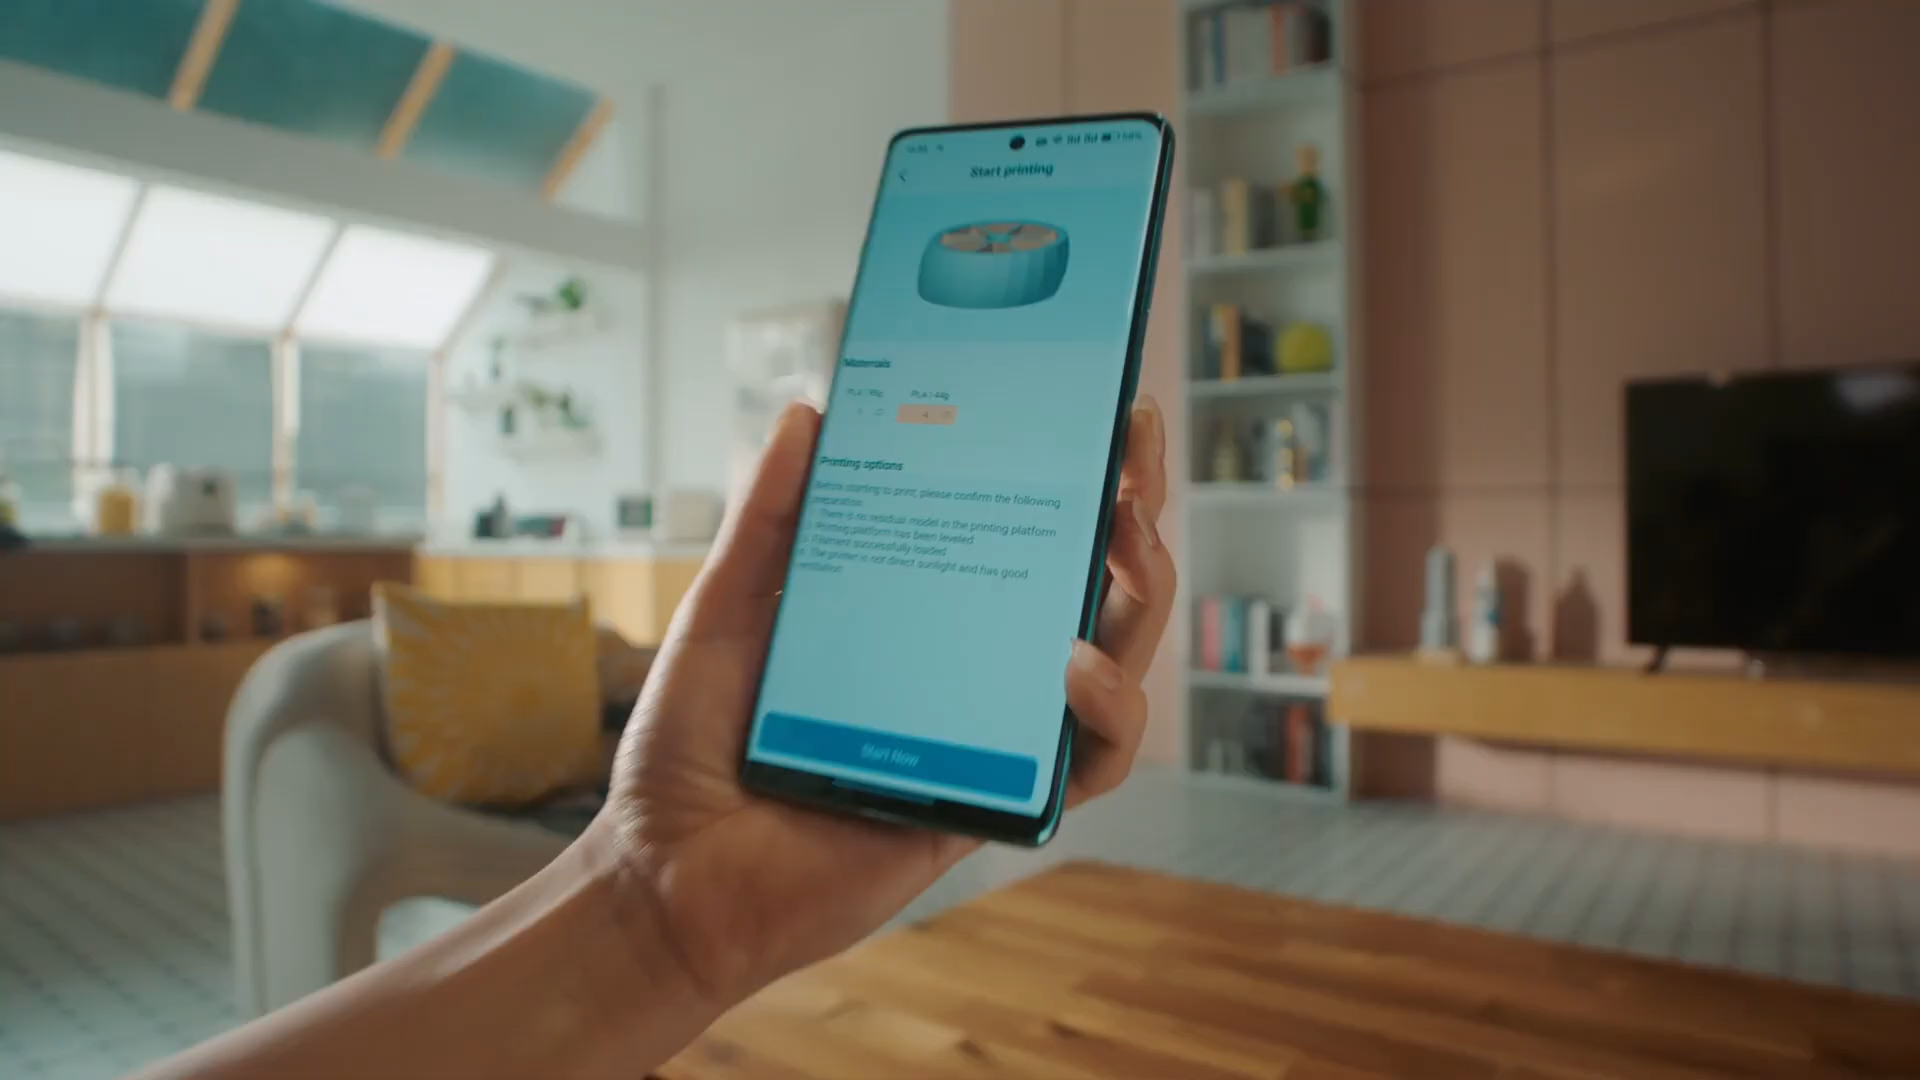 Start printing
Materials
PLA / 44g
Printing options
Before starting to print, please confirm the following
preparation
There is no residual model in the printing platform
Printing platform has been leveled
Filament successfully loaded
The printer is not direct sunlight and has good
ventilation
Start Now